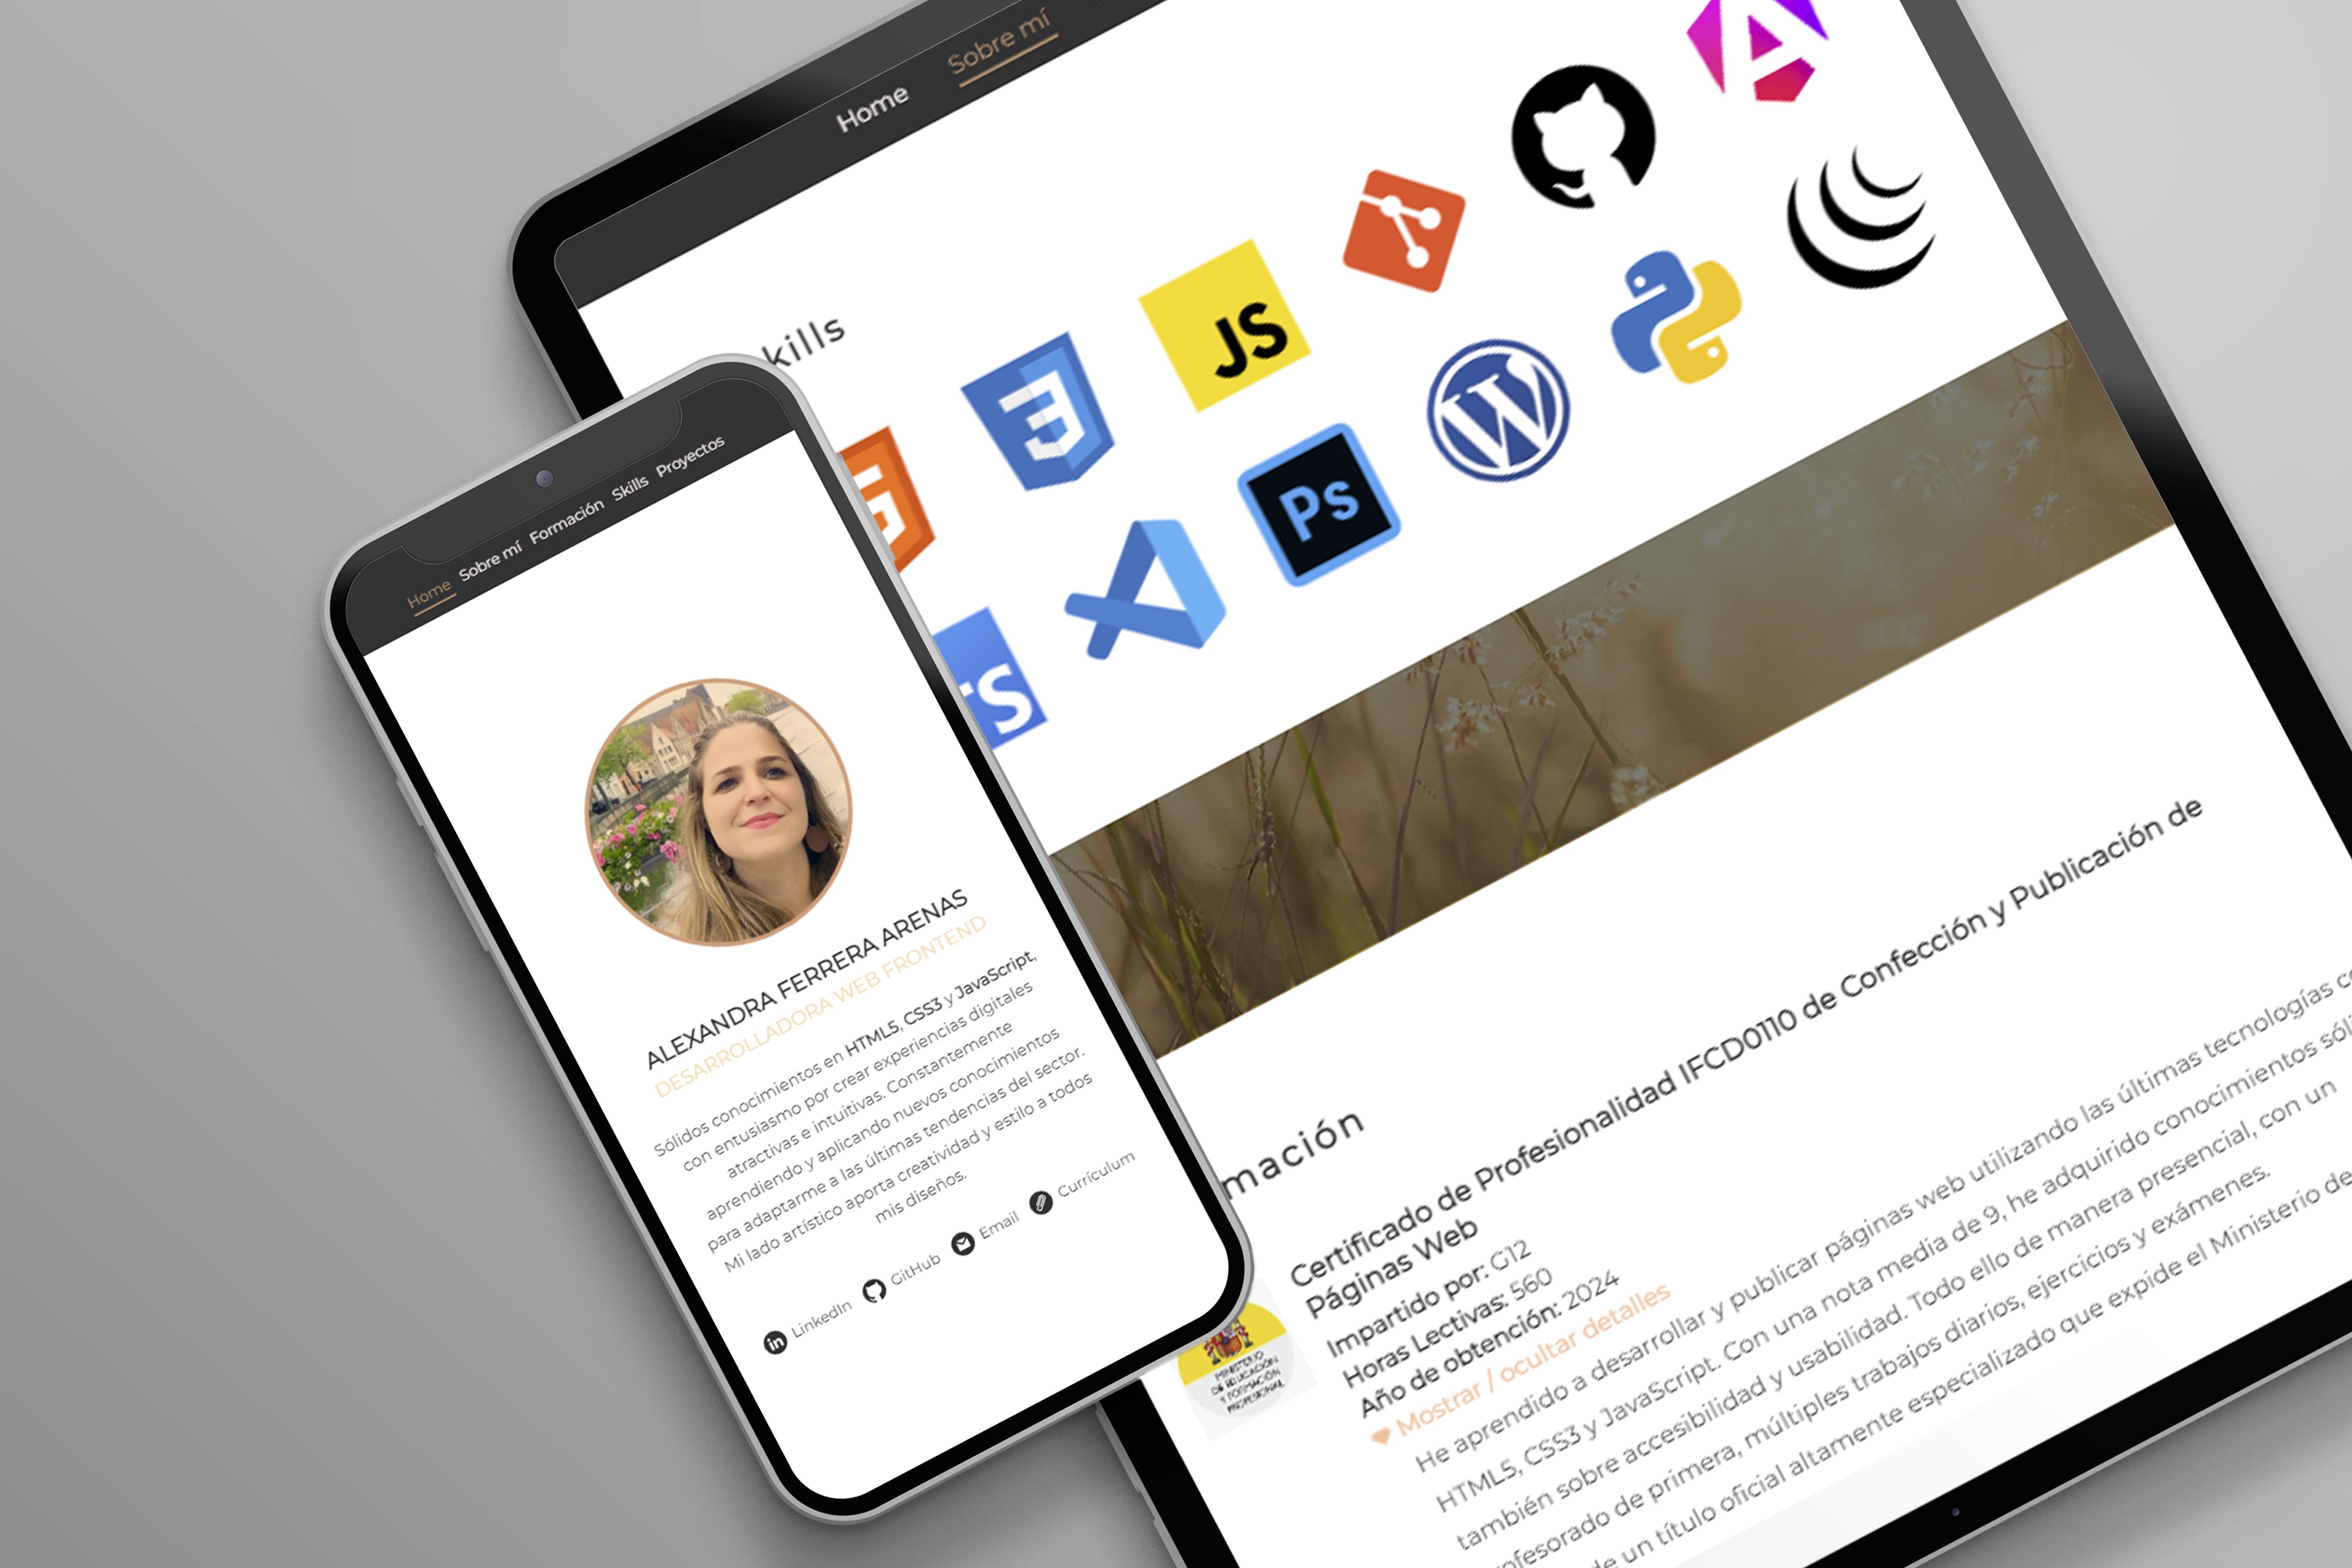 Home Sobre mí
kills
JS
Ps
TS
mación
Certificado de Profesionalidad IFCD0110 de Confección y Publicación de
Páginas Web
Impartido por: G12
Horas Lectivas: 560
Año de obtención: 2024
Mostrar / ocultar detalles
He aprendido a desarrollar y publicar páginas web utilizando las últimas tecnologías
HTML5, CSS3 y JavaScript. Con una nota media de 9, he adquirido conocimientos
también sobre accesibilidad y usabilidad. Todo ello de manera presencial, con un
ofesorado de primera, múltiples trabajos diarios, ejercicios y exámenes.
de un título oficial altamente especializado que expide el Ministerio de
MINISTERIO
DE EDUCACIÓN
Y FORMACIÓN
PROFESIONAL
Home Sobre mí Formación Skills Proyectos
ALEXANDRA FERRERA ARENAS
DESARROLLADORA WEB FRONTEND
Sólidos conocimientos en HTML5, CSS3 y JavaScript,
con entusiasmo por crear experiencias digitales
atractivas e intuitivas. Constantemente
aprendiendo y aplicando nuevos conocimientos
para adaptarme a las últimas tendencias del sector.
Mi lado artístico aporta creatividad y estilo a todos
mis diseños.
in LinkedIn GitHub Email Currículum